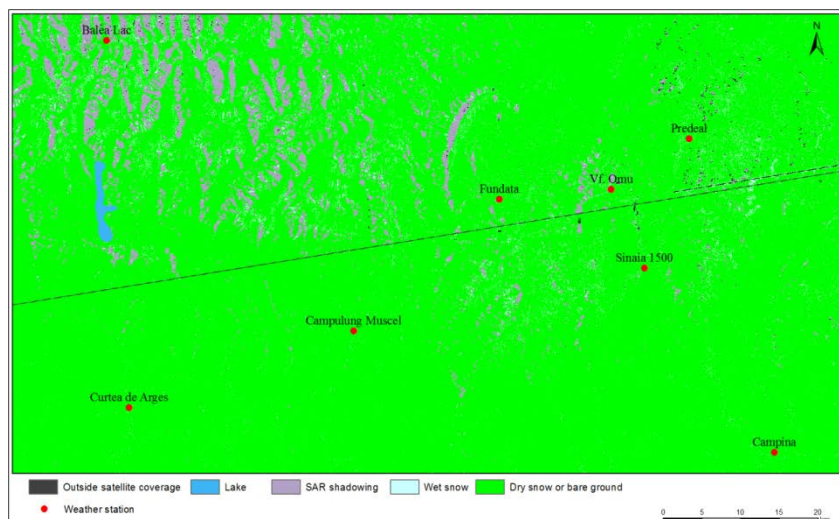 Balea Lac
N
Predeal
Vf. Omu
Fundata
Sinaia 1500
Campulung Muscel
Curtea de Arges
Campina
Outside satellite coverage Lake SAR shadowing Wet snow Dry snow or bare ground
Weather station
0 5 10 15 20